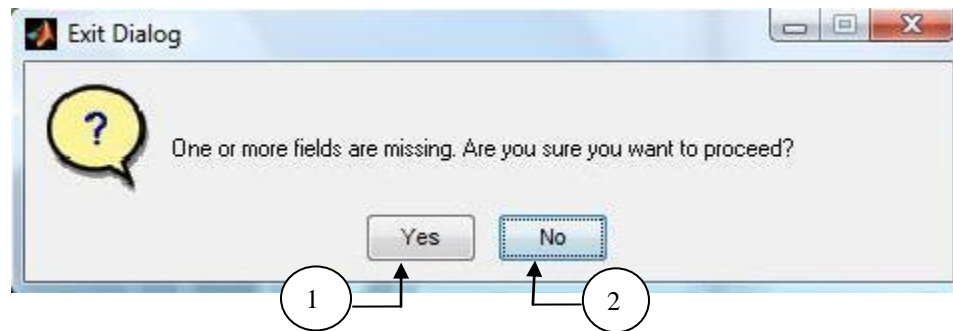 Exit Dialog
?
One or more fields are missing. Are you sure you want to proceed?
Yes No
1 2